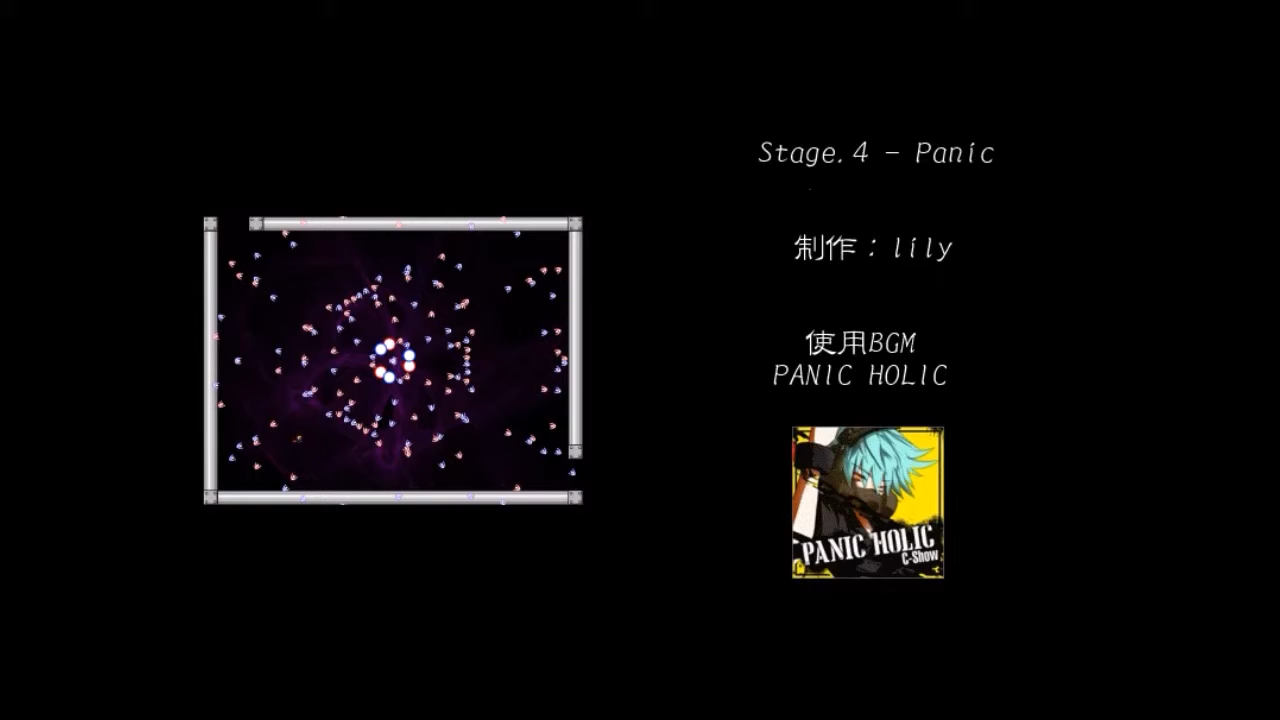 Stage.4 - Panic
制作：lily
使用BGM
PANIC HOLIC
PANIC HOLIC
C-Show